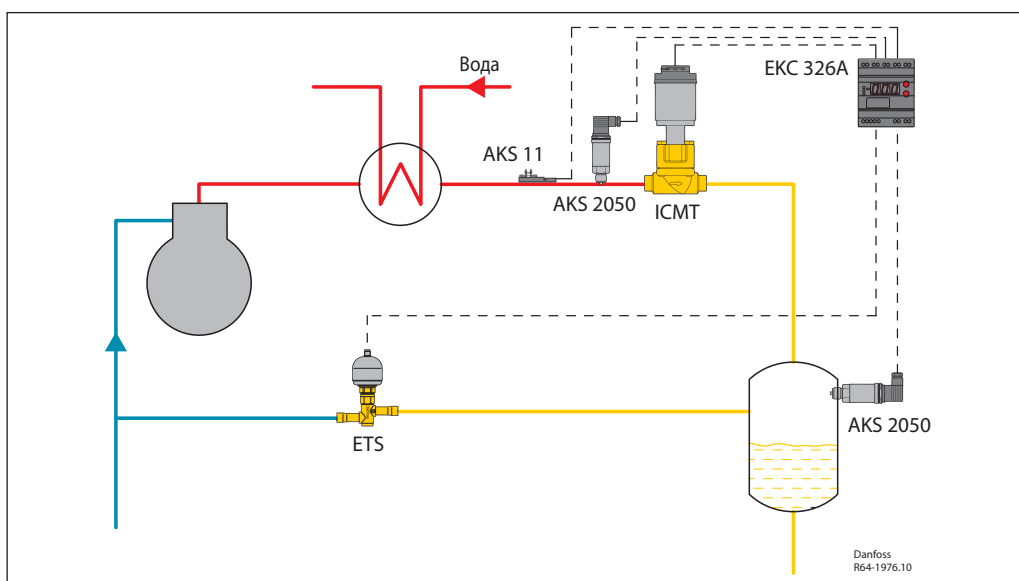 Вода
EKC 326A
AKS 11
AKS 2050
ICMT
ETS
AKS 2050
Danfoss
R64-1976.10